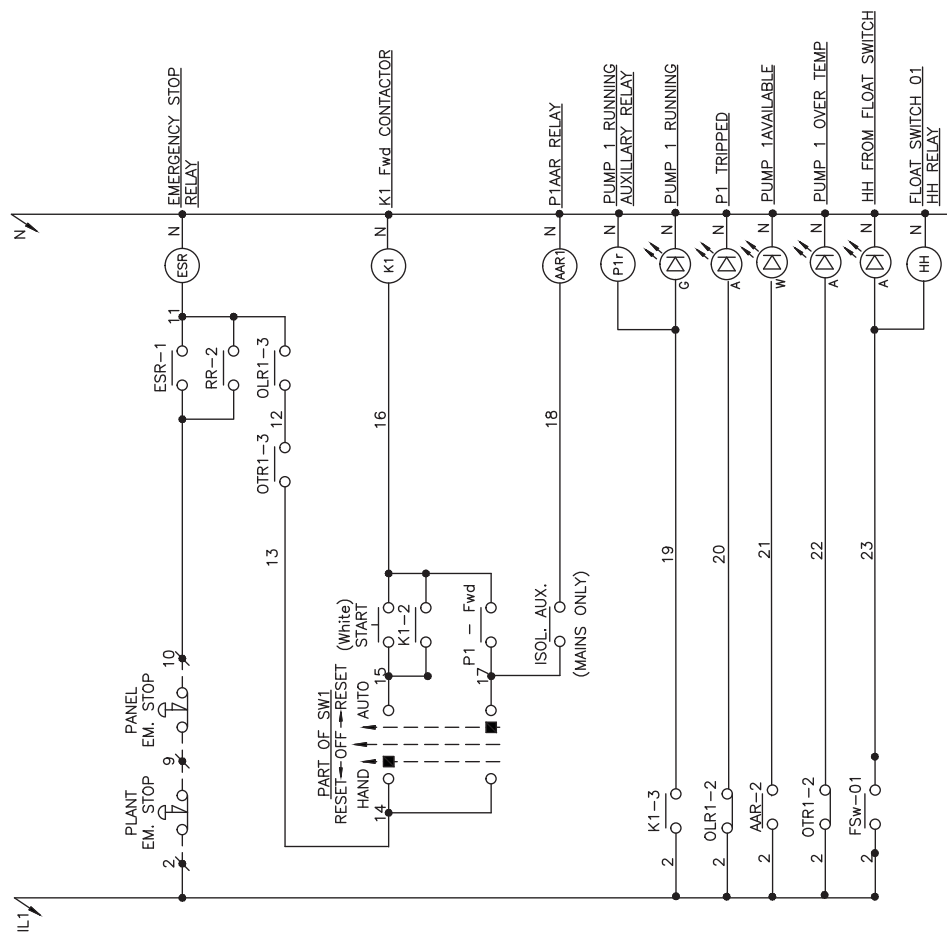 IL1
N
2
PLANT
EM. STOP
9
PANEL
EM. STOP
10
ESR-1
11
ESR
N
EMERGENCY STOP
RELAY
RR-2
13
OTR1-3
12
OLR1-3
14
PART OF SW1
RESET
OFF
RESET
HAND
AUTO
15
(White)
START
K1-2
16
K1
N
K1 Fwd CONTACTOR
17
P1 - Fwd
ISOL. AUX.
(MAINS ONLY)
18
AAR1
N
P1AAR RELAY
P1r
N
PUMP 1 RUNNING
AUXILLARY RELAY
2
K1-3
19
G
N
PUMP 1 RUNNING
2
OLR1-2
20
A
N
P1 TRIPPED
2
AAR-2
21
W
N
PUMP 1AVAILABLE
2
OTR1-2
22
A
N
PUMP 1 OVER TEMP
2
FSw-01
23
A
N
HH FROM FLOAT SWITCH
HH
N
FLOAT SWITCH 01
HH RELAY